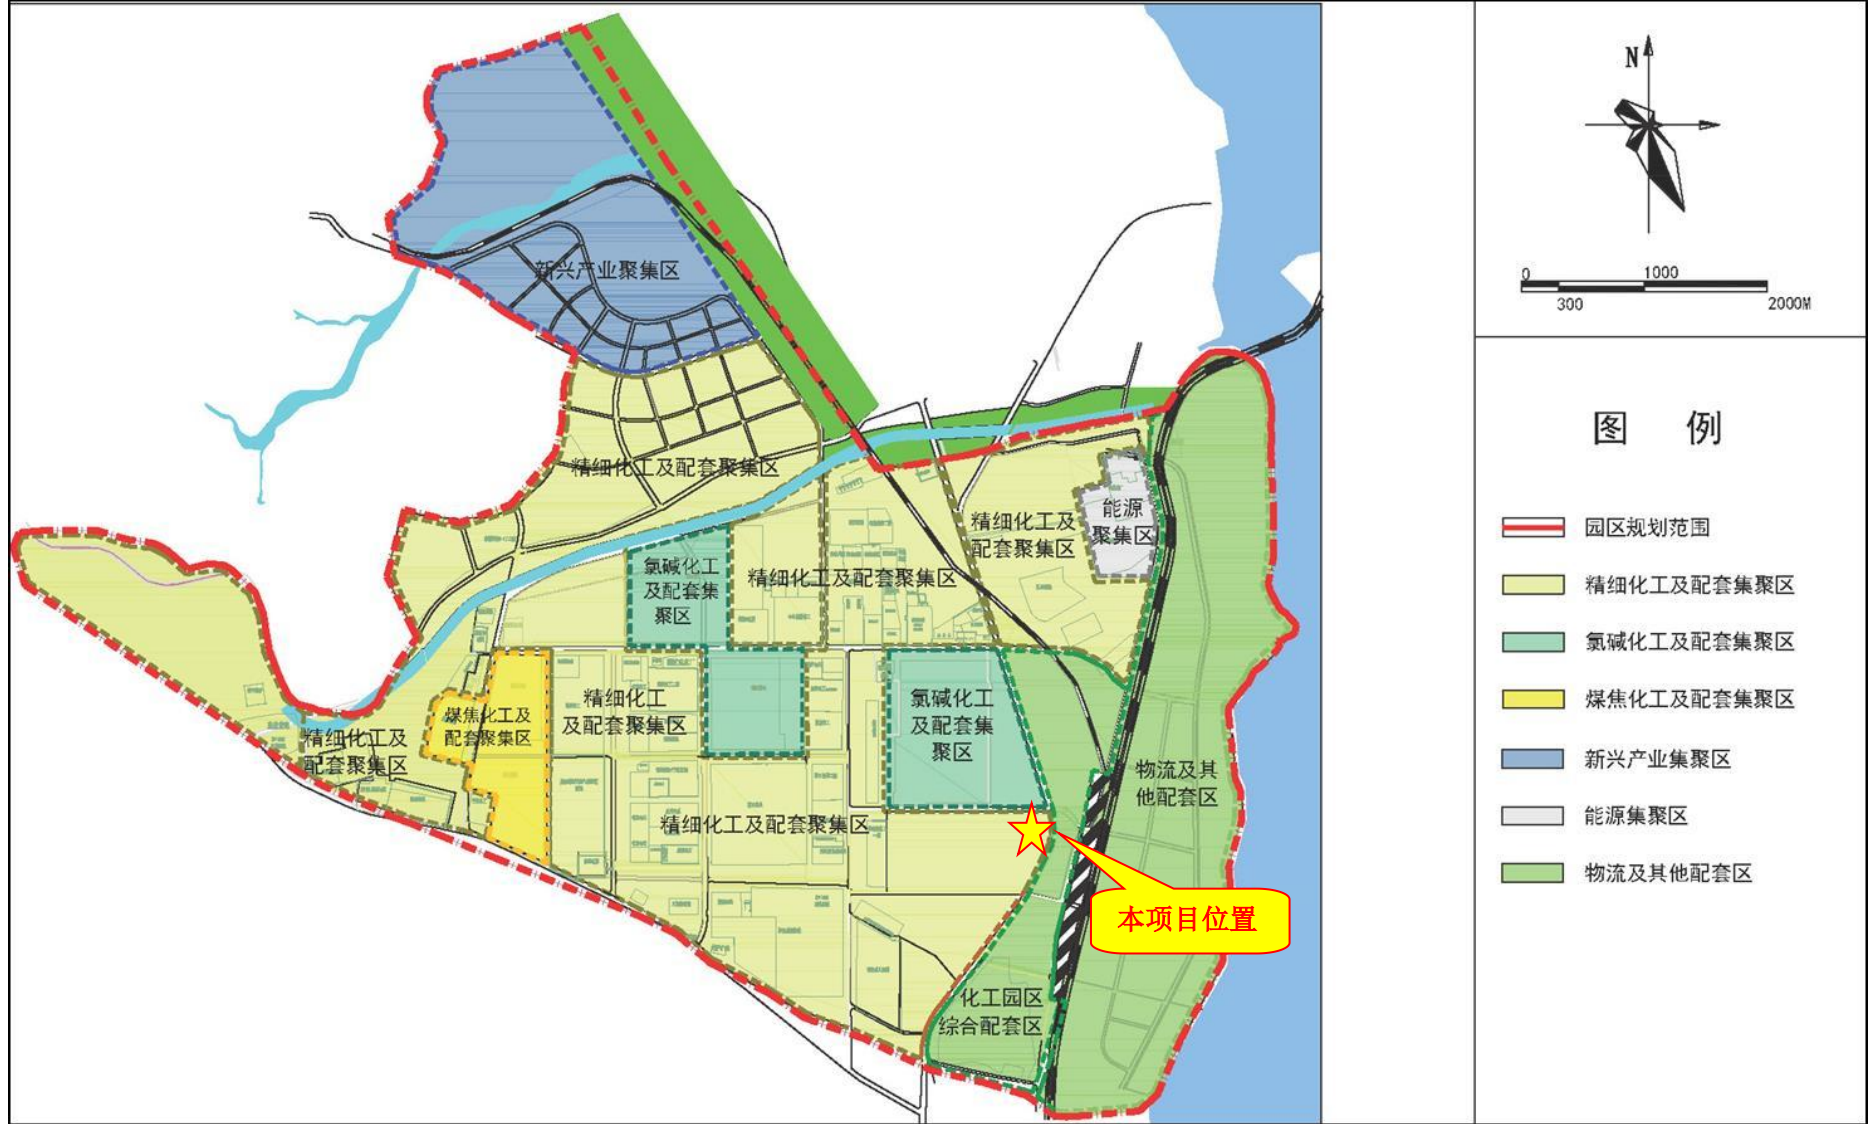 新兴产业聚集区
精细化工及配套聚集区
能源
聚集区
精细化工及
配套聚集区
氯碱化工
及配套集
聚区
精细化工及配套聚集区
精细化工
及配套聚集区
氯碱化工
及配套集
聚区
煤焦化工及
配套聚集区
精细化工及
配套聚集区
物流及其
他配套区
精细化工及配套聚集区
本项目位置
化工园区
综合配套区
N
0
1000
300
2000M
图 例
园区规划范围
精细化工及配套集聚区
氯碱化工及配套集聚区
煤焦化工及配套集聚区
新兴产业集聚区
能源集聚区
物流及其他配套区